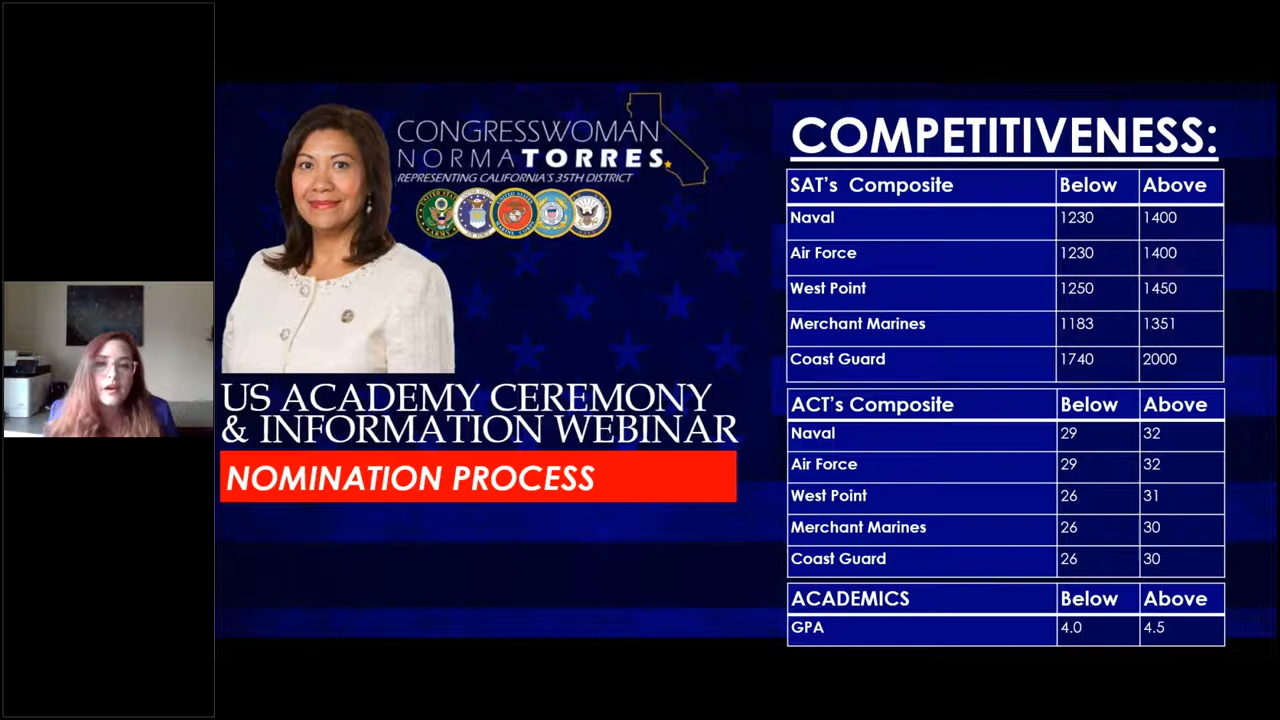 CONGRESSWOMAN
NORMATORRES
REPRESENTING CALIFORNIA'S 35TH DISTRICT
US ACADEMY CEREMONY
& INFORMATION WEBINAR
NOMINATION PROCESS
COMPETITIVENESS:
SAT's Composite Below Above
Naval 1230 1400
Air Force 1230 1400
West Point 1250 1450
Merchant Marines 1183 1351
Coast Guard 1740 2000
ACT's Composite Below Above
Naval 29 32
Air Force 29 32
West Point 26 31
Merchant Marines 26 30
Coast Guard 26 30
ACADEMICS Below Above
GPA 4.0 4.5